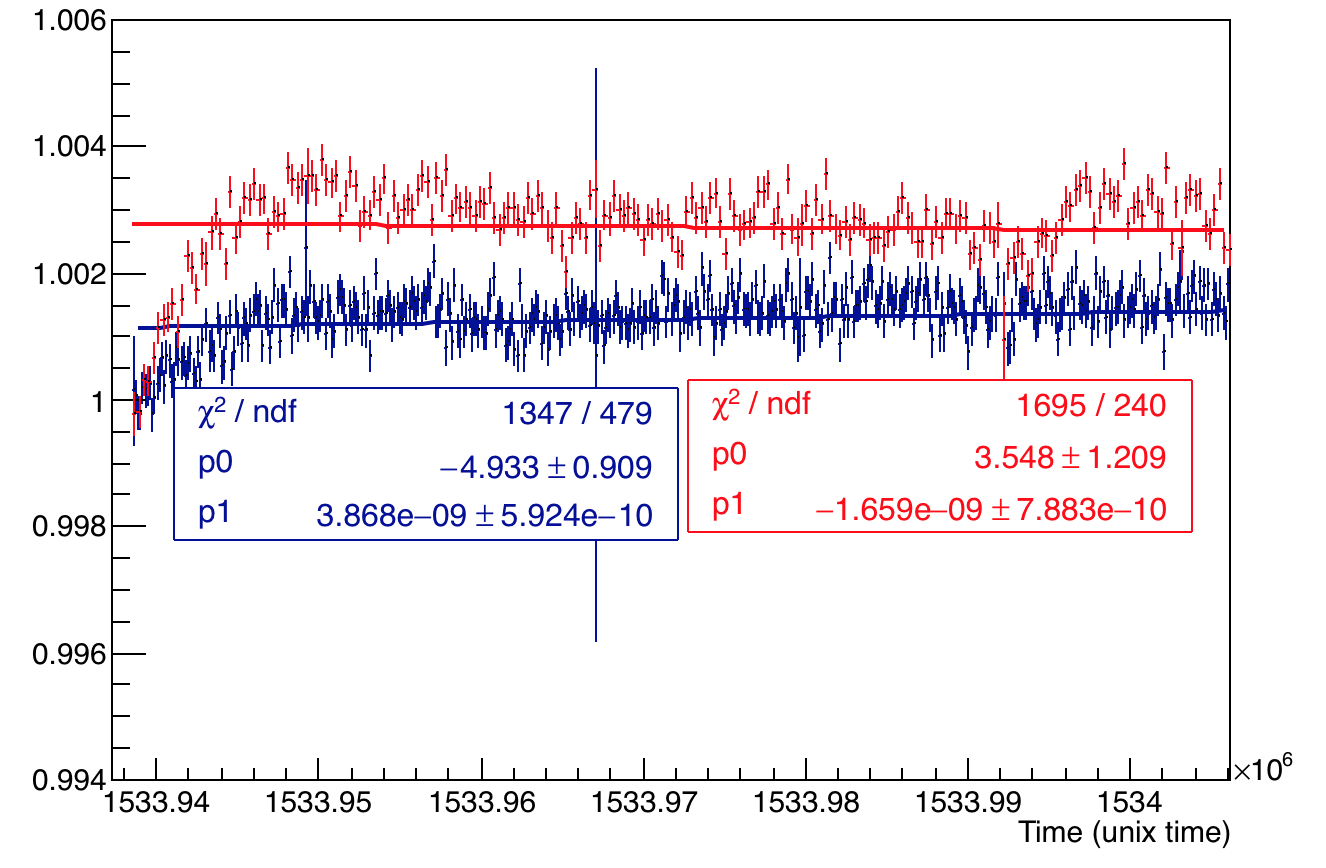 1.006
1.004
1.002
1
0.998
0.996
0.994
χ² / ndf 1347 / 479
p0 −4.933 ± 0.909
p1 3.868e−09 ± 5.924e−10
χ² / ndf 1695 / 240
p0 3.548 ± 1.209
p1 −1.659e−09 ± 7.883e−10
×10⁶
1533.94 1533.95 1533.96 1533.97 1533.98 1533.99 1534
Time (unix time)